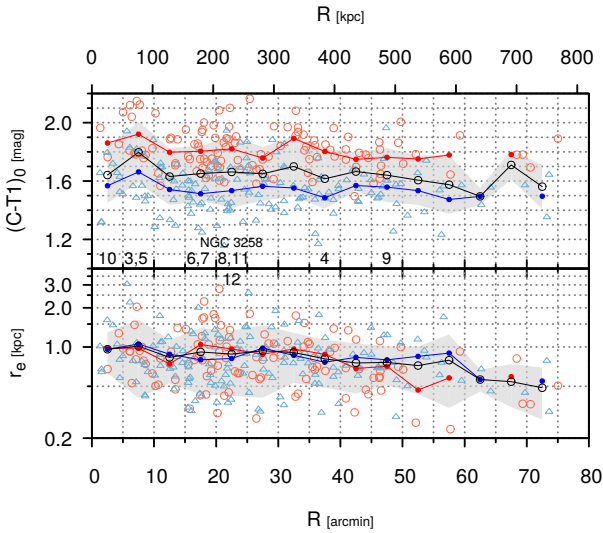 R [kpc]
0 100 200 300 400 500 600 700 800
(C-T1)0 [mag]
2.0
1.6
1.2
NGC 3258
10 3,5 6,7 8,11 4 9
12
re [kpc]
3.0
2.0
1.0
0.2
0 10 20 30 40 50 60 70 80
R [arcmin]